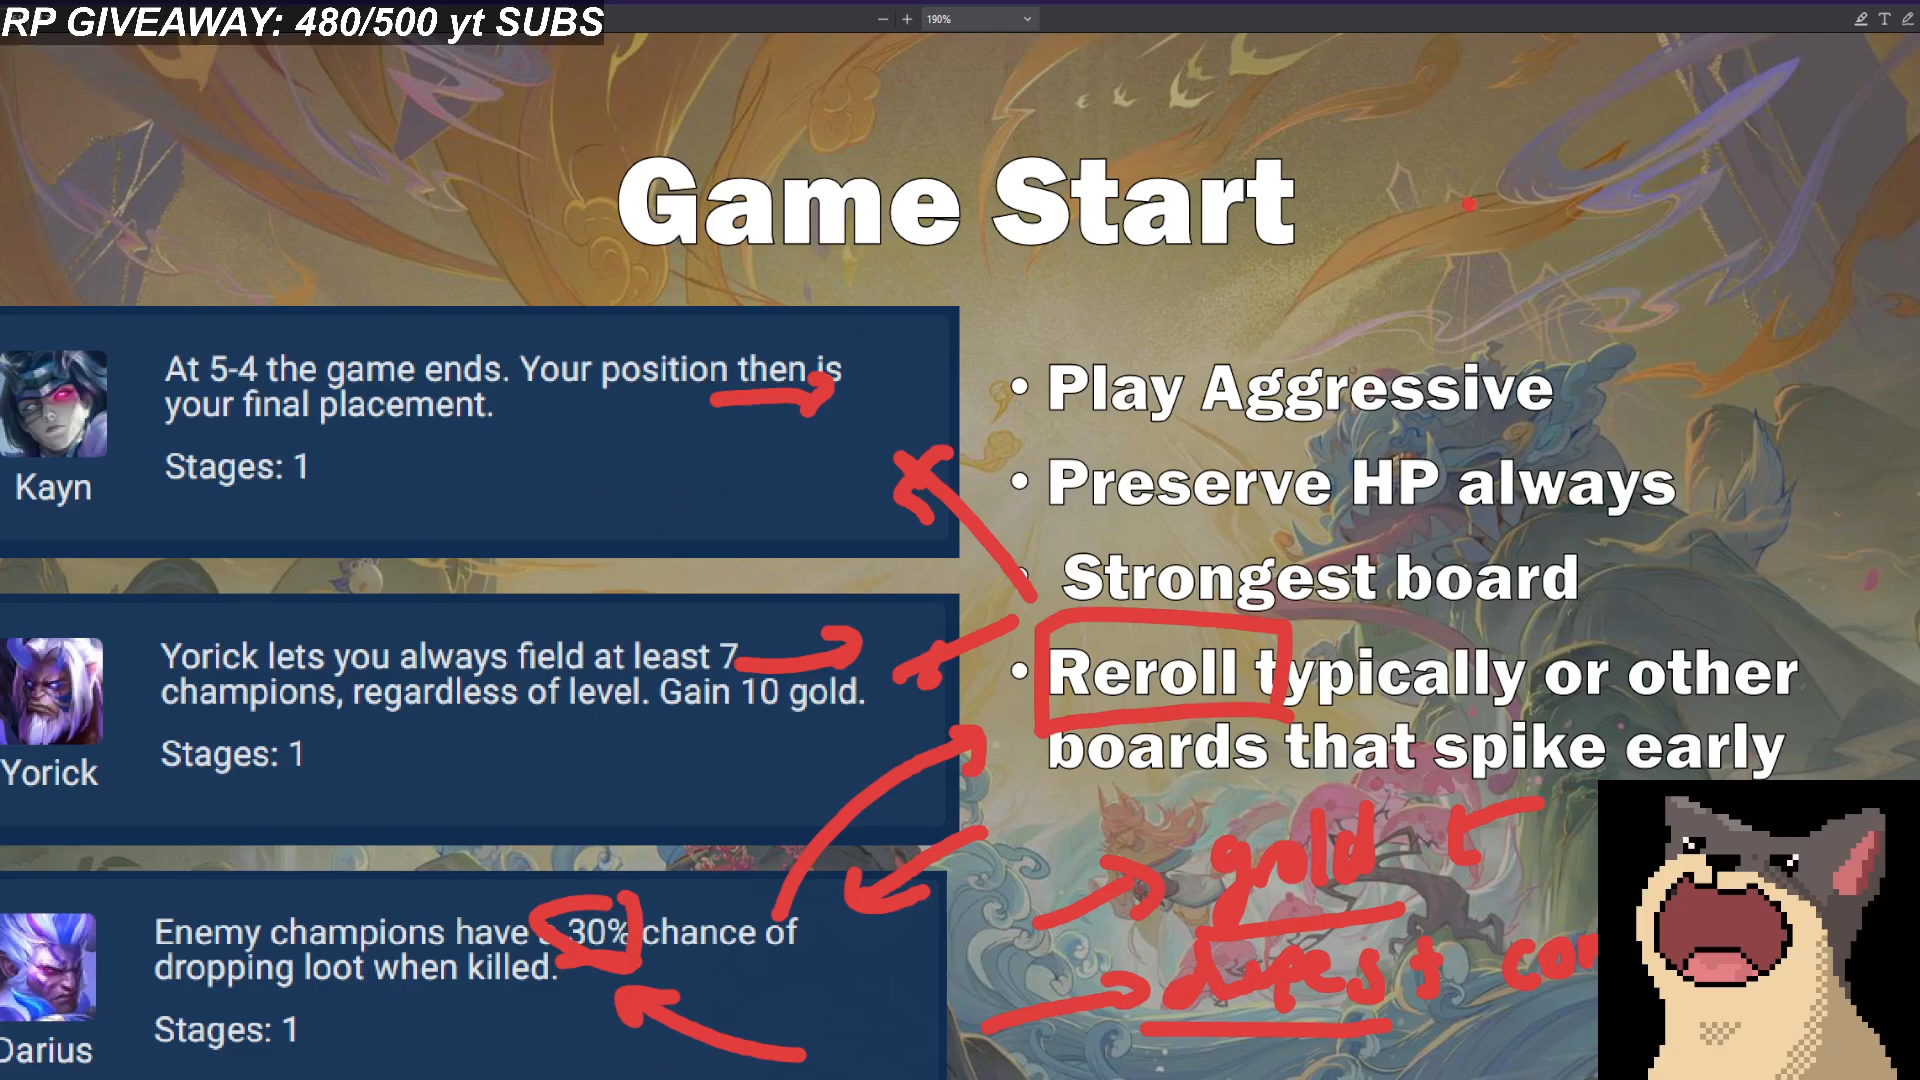 RP GIVEAWAY: 480/500 yt SUBS
190%
Game Start
At 5-4 the game ends. Your position then is
your final placement.
Stages: 1
Kayn
Yorick lets you always field at least 7
champions, regardless of level. Gain 10 gold.
Stages: 1
Yorick
Enemy champions have a 30% chance of
dropping loot when killed.
Stages: 1
Darius
• Play Aggressive
• Preserve HP always
• Strongest board
• Reroll typically or other
boards that spike early
gold